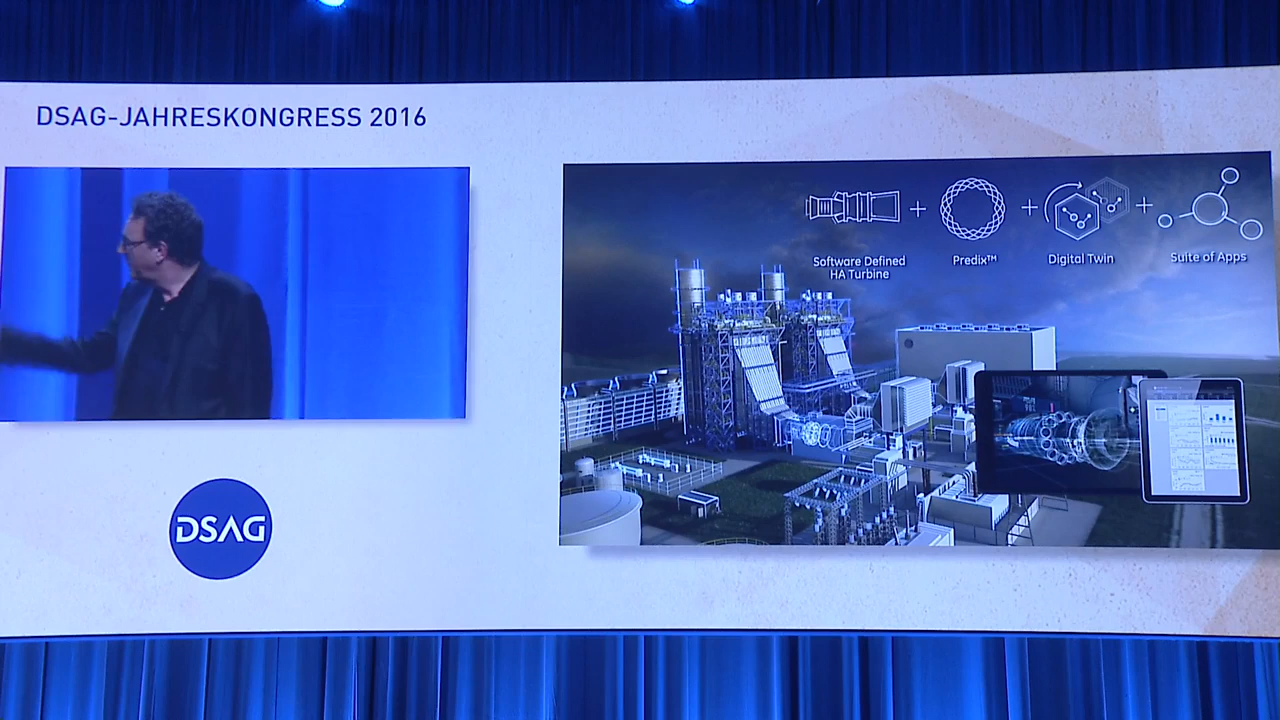 DSAG-JAHRESKONGRESS 2016
Software Defined
HA Turbine
Predix™
Digital Twin
Suite of Apps
DSAG